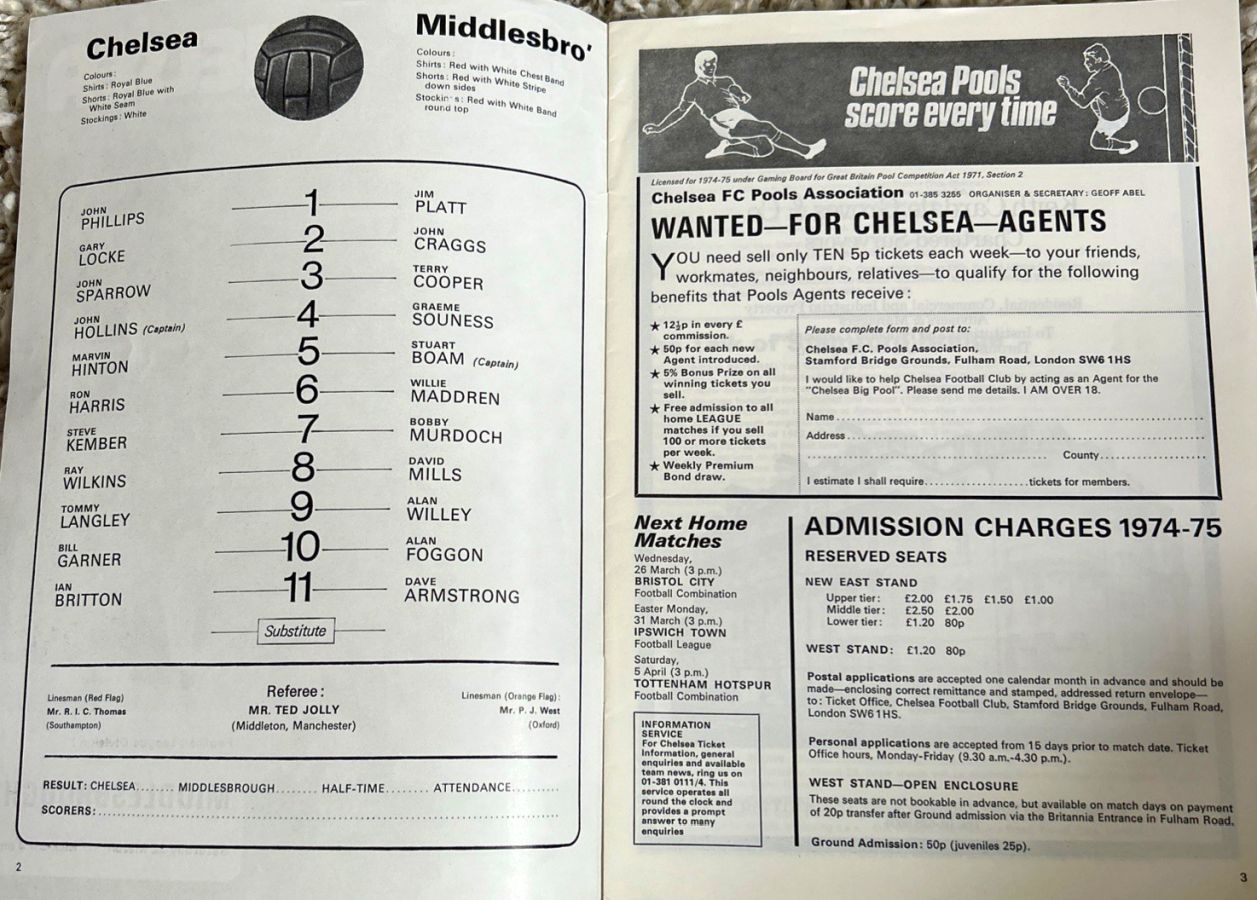 Chelsea
Colours:
Shirts: Royal Blue
Shorts: Royal Blue with
White Seam
Stockings: White
Middlesbro'
Colours:
Shirts: Red with White Chest Band
Shorts: Red with White Stripe
down sides
Stockings: Red with White Band
round top
JOHN PHILLIPS 1 JIM PLATT
GARY LOCKE 2 JOHN CRAGGS
JOHN SPARROW 3 TERRY COOPER
JOHN HOLLINS (Captain) 4 GRAEME SOUNESS
MARVIN HINTON 5 STUART BOAM (Captain)
RON HARRIS 6 WILLIE MADDREN
STEVE KEMBER 7 BOBBY MURDOCH
RAY WILKINS 8 DAVID MILLS
TOMMY LANGLEY 9 ALAN WILLEY
BILL GARNER 10 ALAN FOGGON
IAN BRITTON 11 DAVE ARMSTRONG
Substitute
Linesman (Red Flag)
Mr. R. I. C. Thomas
(Southampton)
Referee:
MR. TED JOLLY
(Middleton, Manchester)
Linesman (Orange Flag):
Mr. P. J. West
(Oxford)
RESULT: CHELSEA........ MIDDLESBROUGH........ HALF-TIME........ ATTENDANCE..........
SCORERS:
2
Chelsea Pools
score every time
Licensed for 1974-75 under Gaming Board for Great Britain Pool Competition Act 1971, Section 2
Chelsea FC Pools Association 01-385 3255 ORGANISER & SECRETARY: GEOFF ABEL
WANTED—FOR CHELSEA—AGENTS
YOU need sell only TEN 5p tickets each week—to your friends,
workmates, neighbours, relatives—to qualify for the following
benefits that Pools Agents receive:
★ 12½p in every £
commission.
★ 50p for each new
Agent introduced.
★ 5% Bonus Prize on all
winning tickets you
sell.
★ Free admission to all
home LEAGUE
matches if you sell
100 or more tickets
per week.
★ Weekly Premium
Bond draw.
Please complete form and post to:
Chelsea F.C. Pools Association,
Stamford Bridge Grounds, Fulham Road, London SW6 1HS
I would like to help Chelsea Football Club by acting as an Agent for the
"Chelsea Big Pool". Please send me details. I AM OVER 18.
Name
Address
County
I estimate I shall require........................tickets for members.
Next Home
Matches
Wednesday,
26 March (3 p.m.)
BRISTOL CITY
Football Combination
Easter Monday,
31 March (3 p.m.)
IPSWICH TOWN
Football League
Saturday,
5 April (3 p.m.)
TOTTENHAM HOTSPUR
Football Combination
INFORMATION
SERVICE
For Chelsea Ticket
Information, general
enquiries and available
team news, ring us on
01-381 0111/4. This
service operates all
round the clock and
provides a prompt
answer to many
enquiries
ADMISSION CHARGES 1974-75
RESERVED SEATS
NEW EAST STAND
Upper tier: £2.00 £1.75 £1.50 £1.00
Middle tier: £2.50 £2.00
Lower tier: £1.20 80p
WEST STAND: £1.20 80p
Postal applications are accepted one calendar month in advance and should be
made—enclosing correct remittance and stamped, addressed return envelope—
to: Ticket Office, Chelsea Football Club, Stamford Bridge Grounds, Fulham Road,
London SW6 1HS.
Personal applications are accepted from 15 days prior to match date. Ticket
Office hours, Monday-Friday (9.30 a.m.-4.30 p.m.).
WEST STAND—OPEN ENCLOSURE
These seats are not bookable in advance, but available on match days on payment
of 20p transfer after Ground admission via the Britannia Entrance in Fulham Road.
Ground Admission: 50p (juveniles 25p).
3